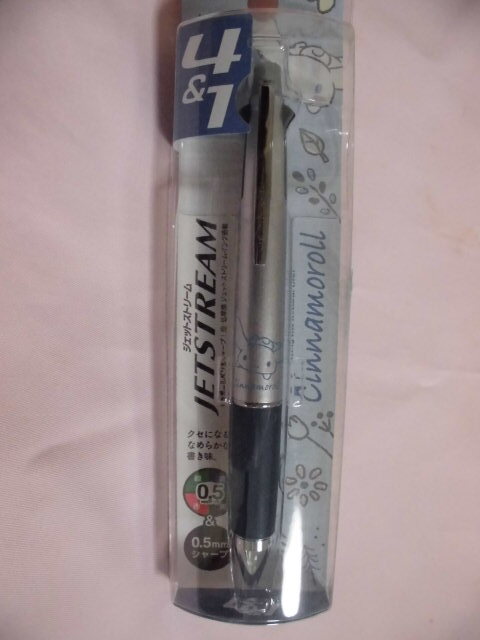 4
&1
ジェットストリーム
JETSTREAM
Cinnamoroll
クセになる
なめらかな
書き味。
0.5
&
0.5mm
シャープ